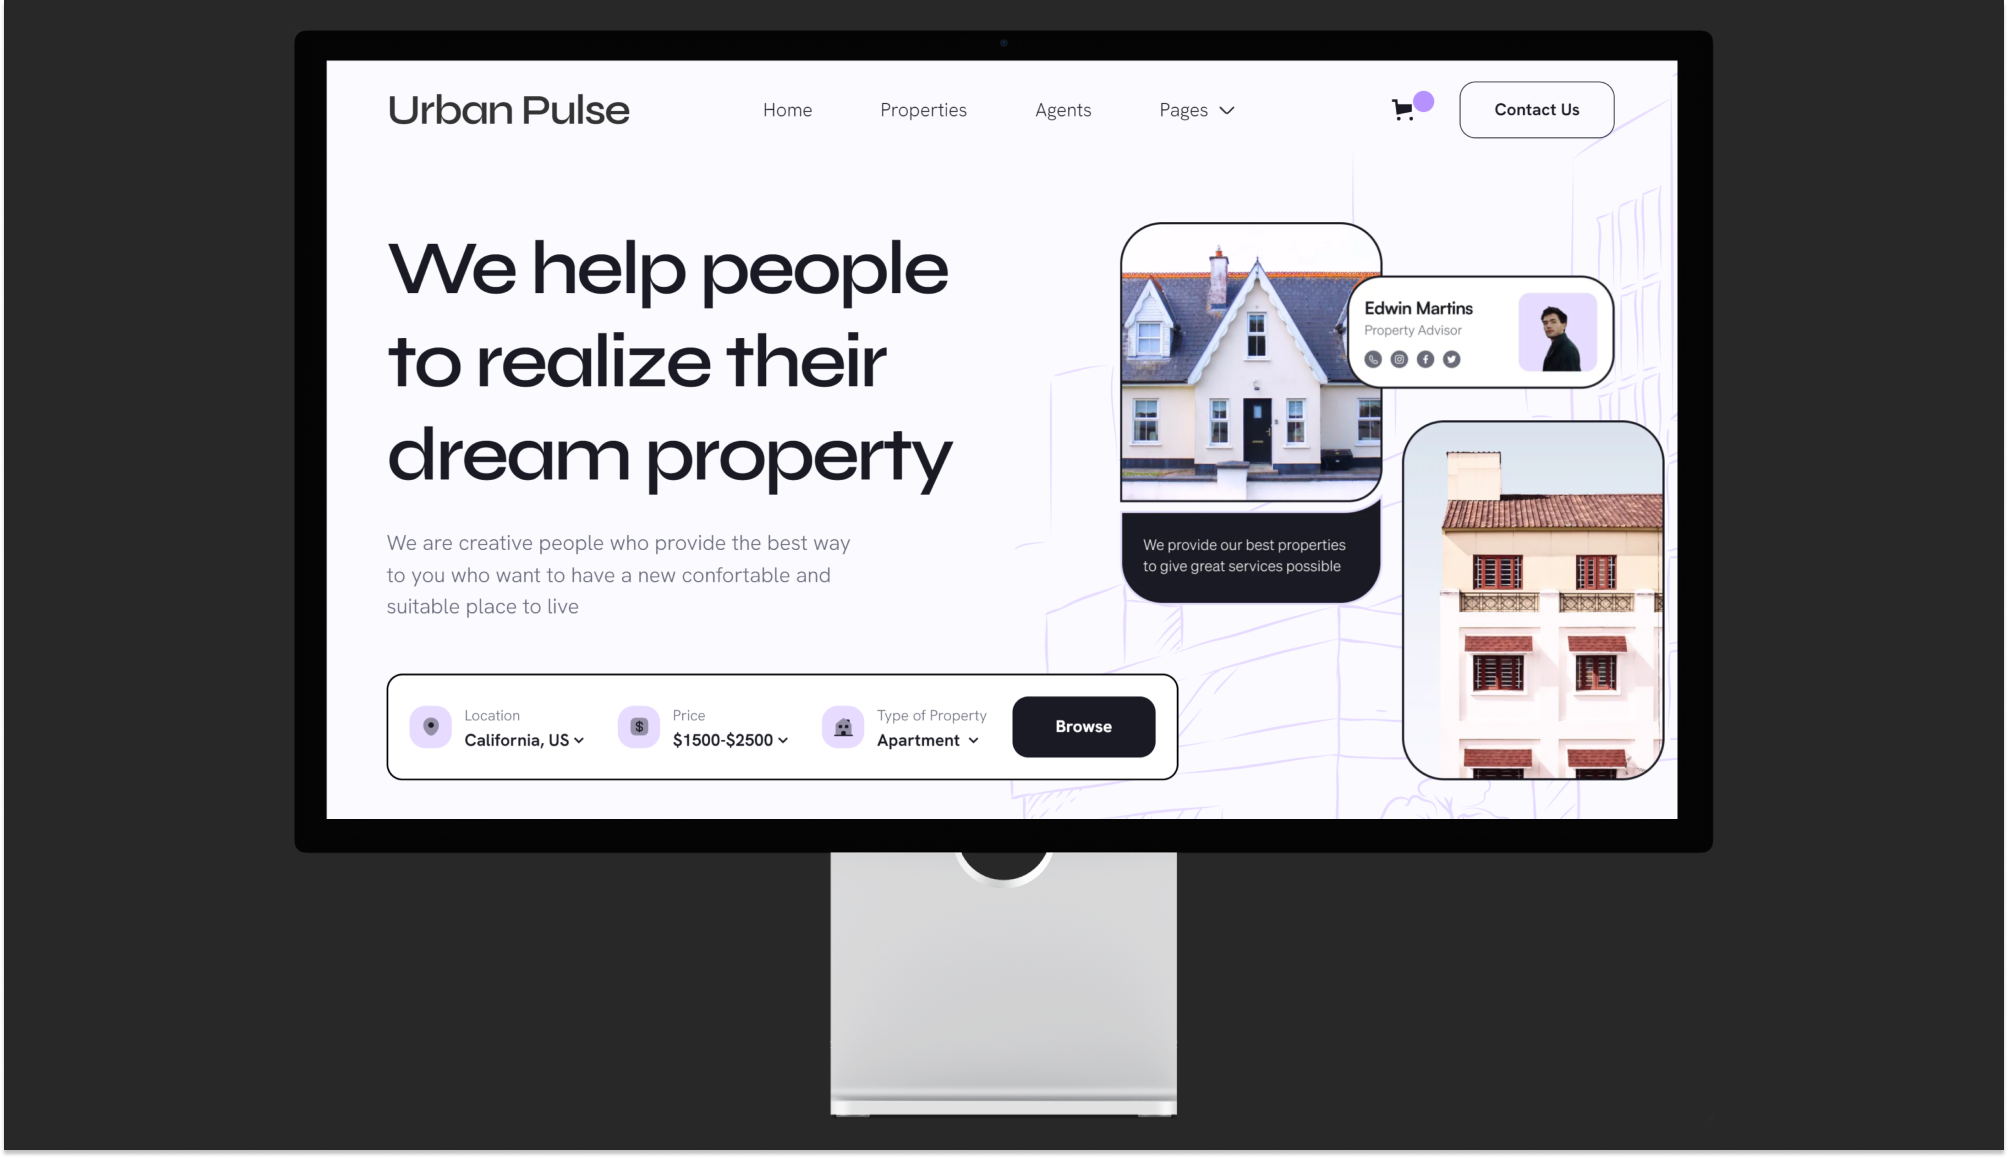 Urban Pulse
Home
Properties
Agents
Pages
Contact Us
We help people
to realize their
dream property
We are creative people who provide the best way
to you who want to have a new confortable and
suitable place to live
Edwin Martins
Property Advisor
We provide our best properties
to give great services possible
Location
California, US
Price
$1500-$2500
Type of Property
Apartment
Browse